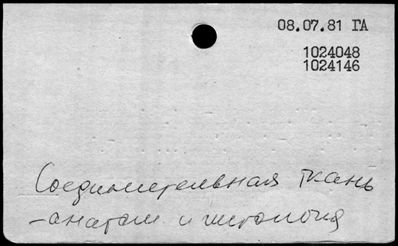 08.07.81 ГА
1024048
1024146
Соединительная ткань
-анатом и гистология